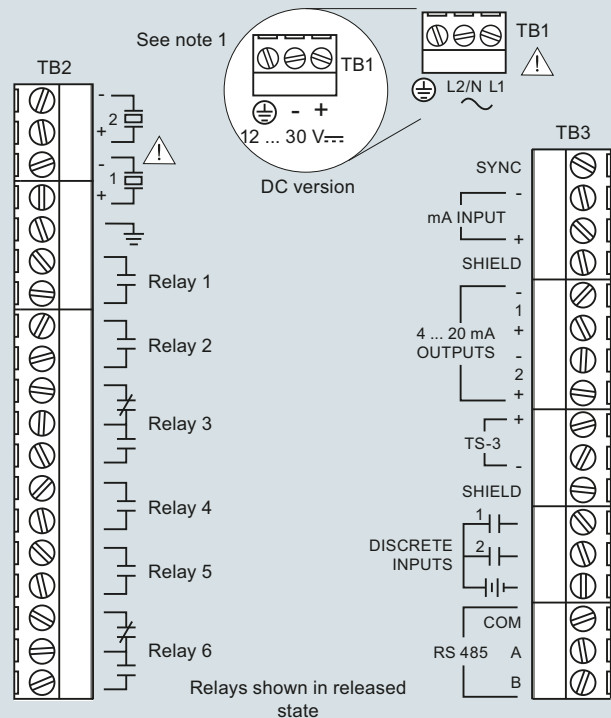 See note 1
TB1
- +
12 ... 30 V
DC version
TB1
L2/N L1
TB2
-
2
+
-
1
+
Relay 1
Relay 2
Relay 3
Relay 4
Relay 5
Relay 6
Relays shown in released
state
TB3
SYNC
-
mA INPUT
+
SHIELD
-
1
+
4 ... 20 mA
OUTPUTS
-
2
+
+
TS-3
-
SHIELD
1
DISCRETE
INPUTS
2
COM
RS 485 A
B